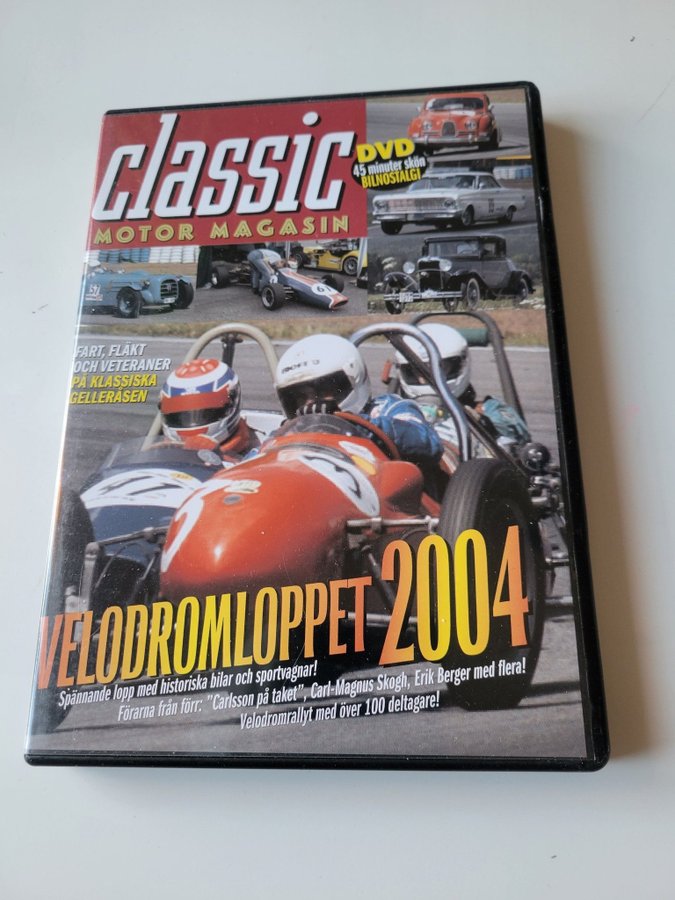 classic
MOTOR MAGASIN
DVD
45 minuter skön
BILNOSTALGI
61
FART, FLÄKT
OCH VETERANER
PÅ KLASSISKA
GELLERÅSEN
47
VELODROMLOPPET 2004
Spännande lopp med historiska bilar och sportvagnar!
Förarna från förr: "Carlsson på taket", Carl-Magnus Skogh, Erik Berger med flera!
Velodromrallyt med över 100 deltagare!